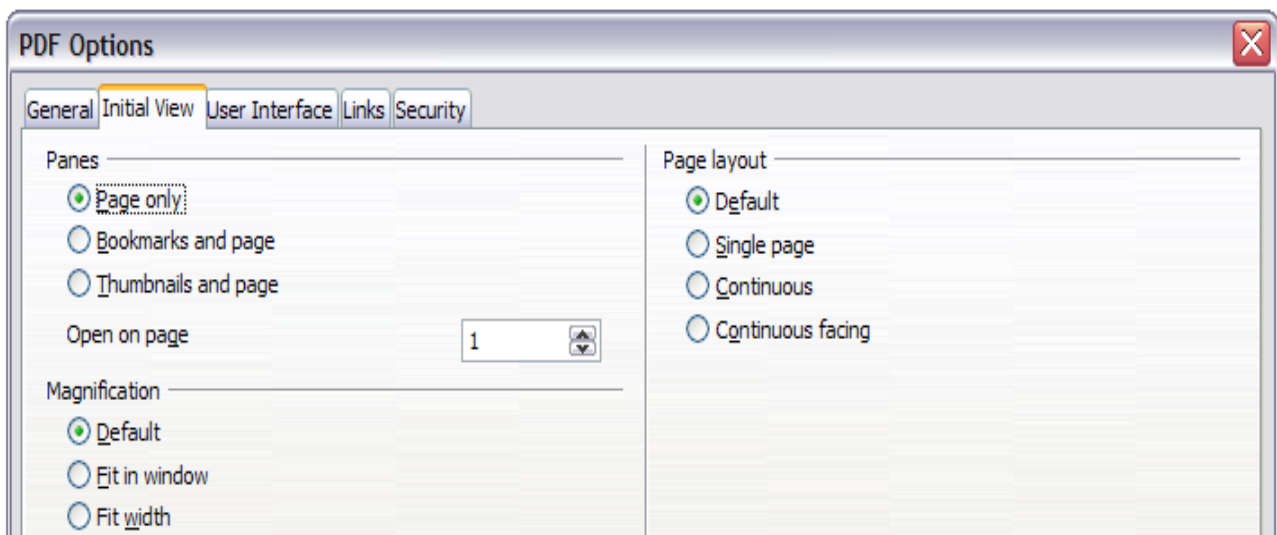 PDF Options
General Initial View User Interface Links Security
Panes
Page only
Bookmarks and page
Thumbnails and page
Open on page 1
Magnification
Default
Fit in window
Fit width
Page layout
Default
Single page
Continuous
Continuous facing